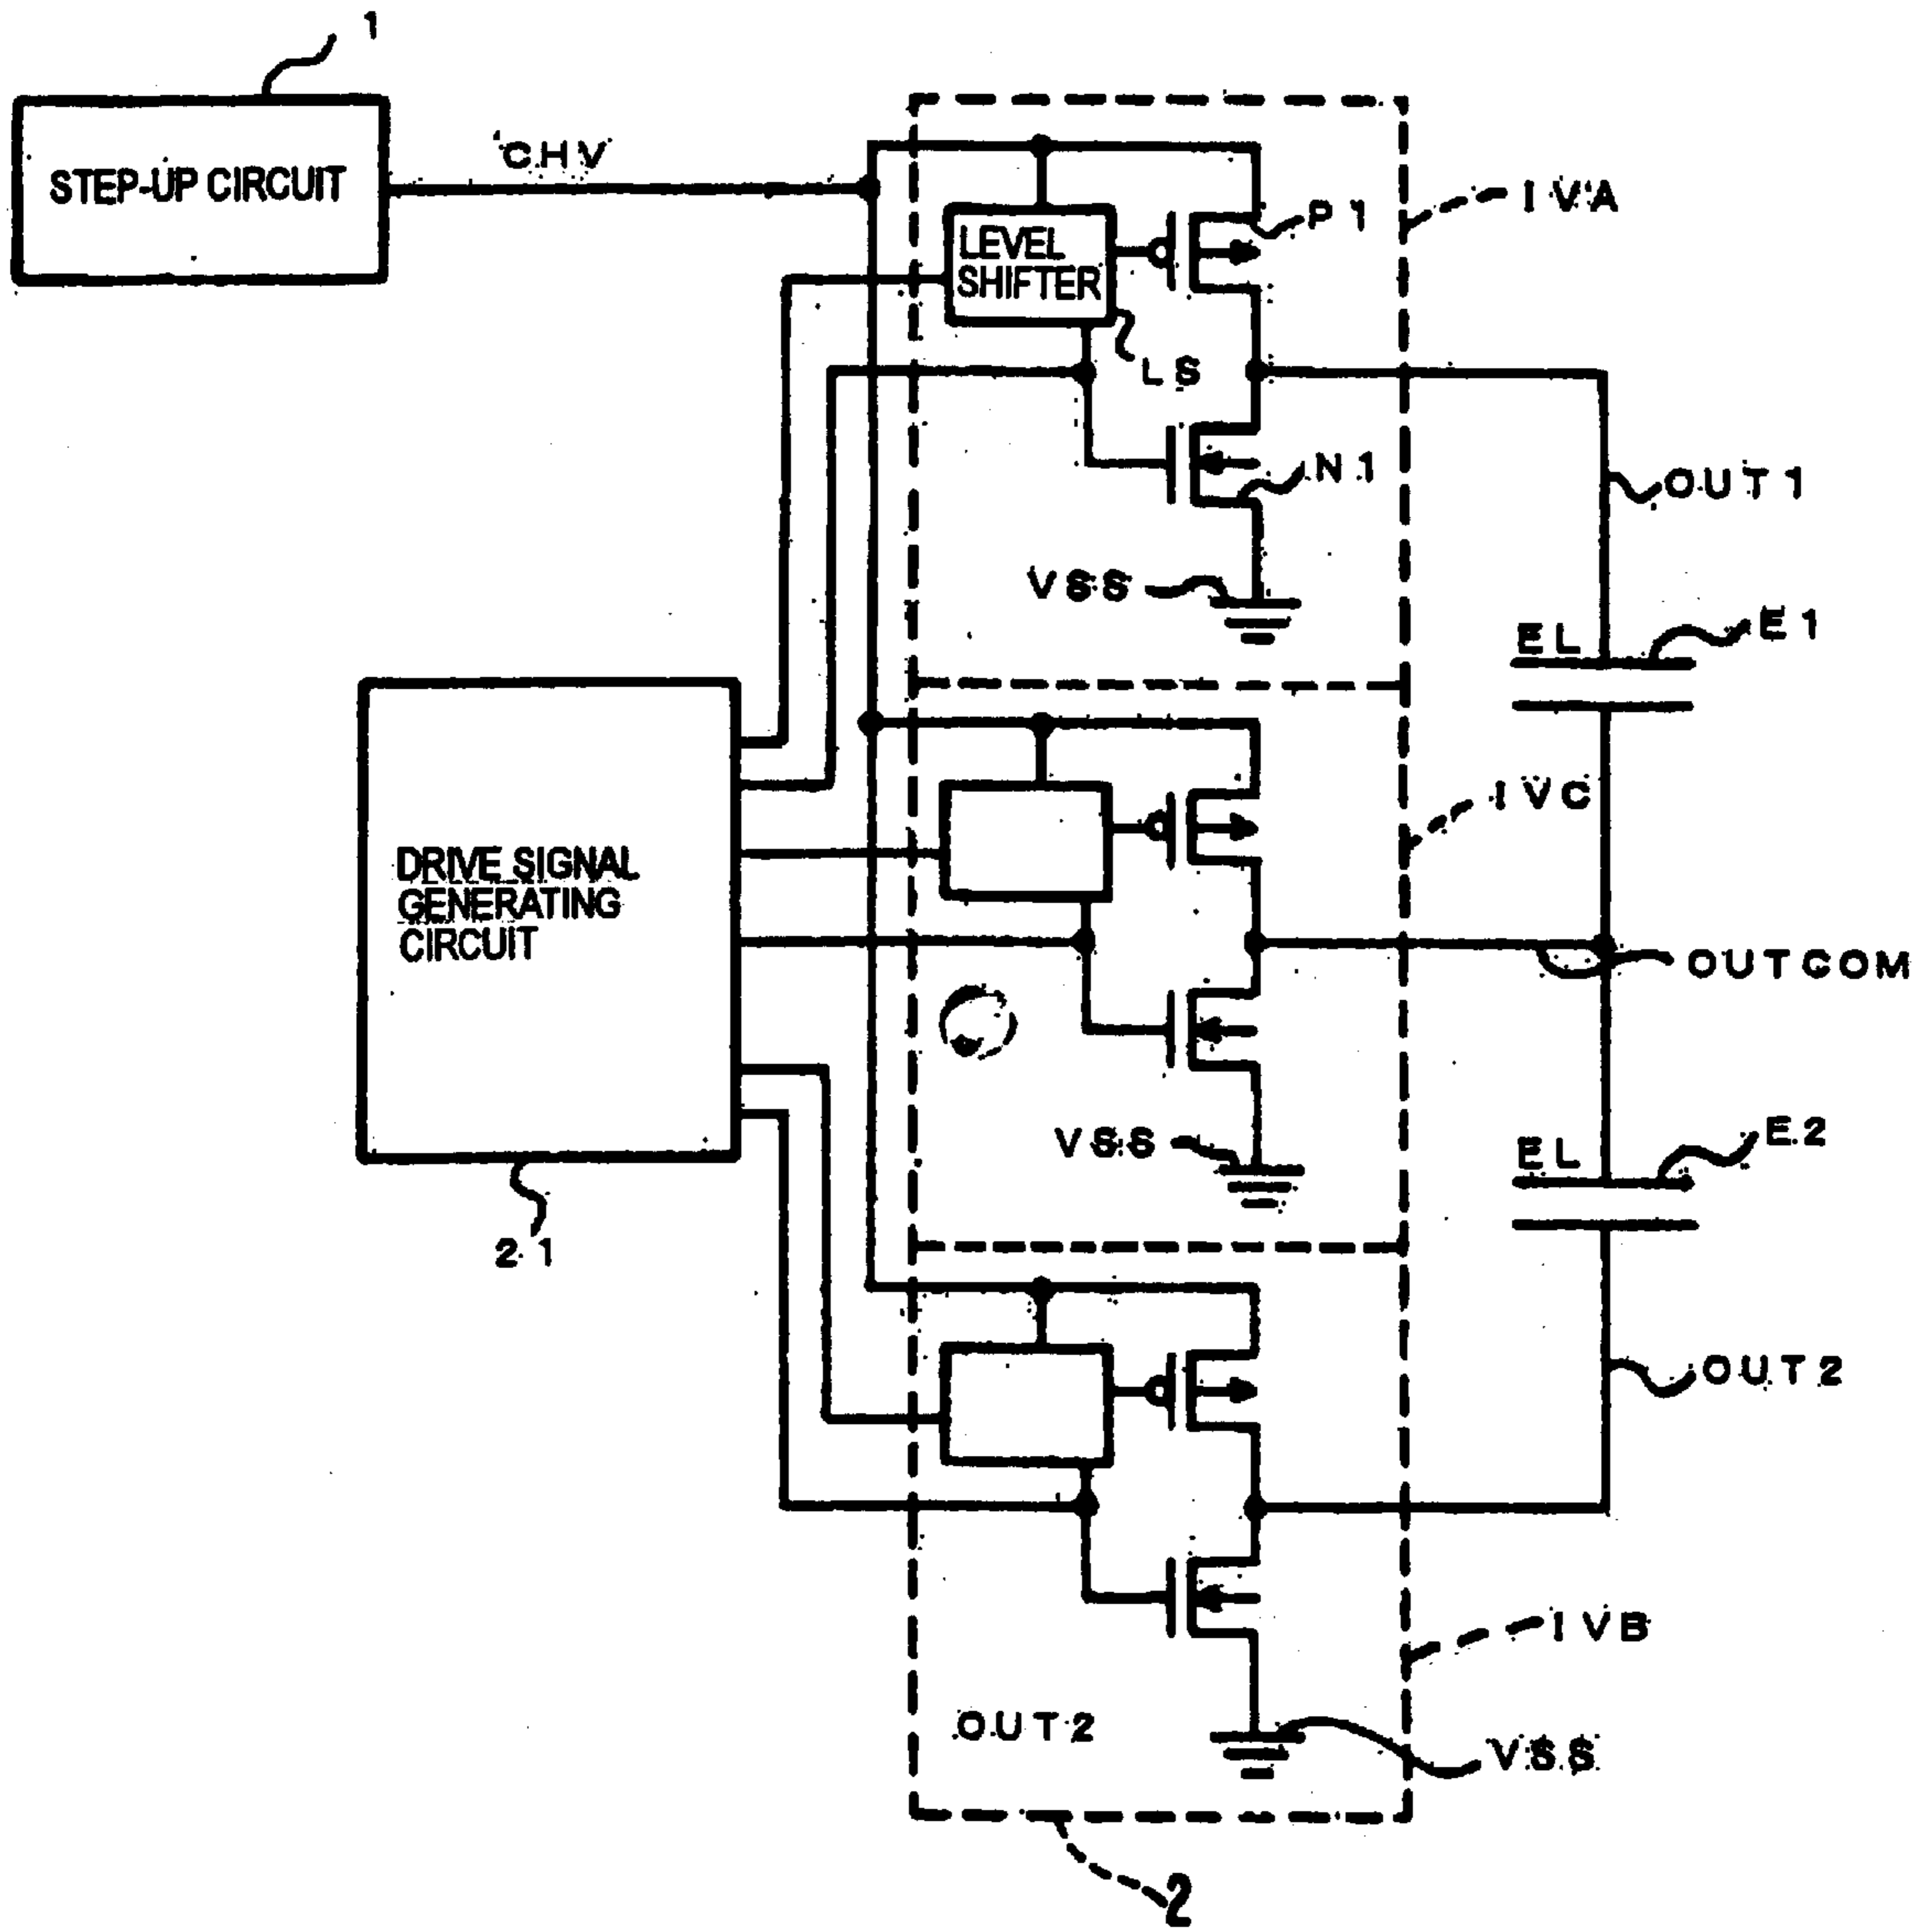 1
STEP-UP CIRCUIT
CHV
IVA
P1
LEVEL
SHIFTER
LS
N1
OUT1
VSS
EL
E1
IVC
DRIVE SIGNAL
GENERATING
CIRCUIT
OUTCOM
VSS
EL
E2
21
OUT2
IVB
OUT2
VSS
2